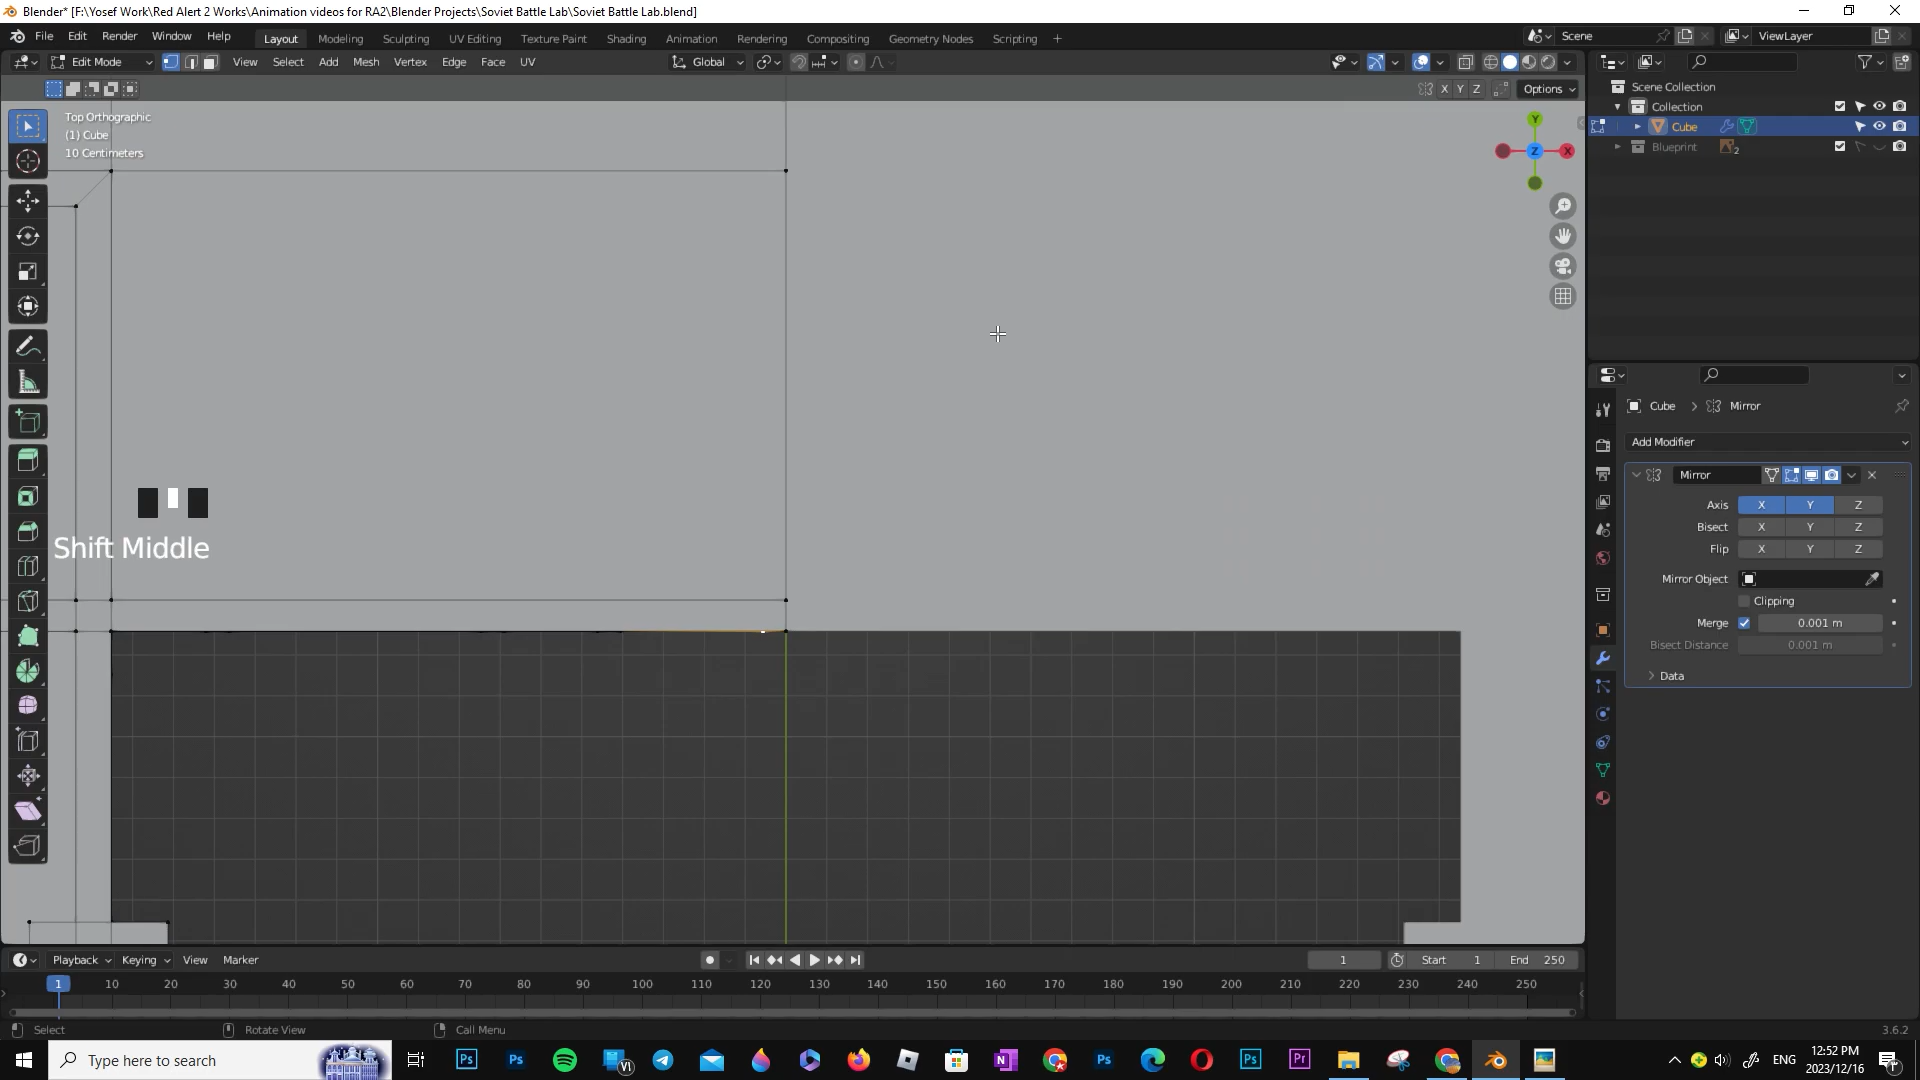 Blender* [F:\Yosef Work\Red Alert 2 Works\Animation videos for RA2\Blender Projects\Soviet Battle Lab\Soviet Battle Lab.blend]
File Edit Render Window Help Layout Modeling Sculpting UV Editing Texture Paint Shading Animation Rendering Compositing Geometry Nodes Scripting + Scene ViewLayer
Edit Mode View Select Add Mesh Vertex Edge Face UV Global
X Y Z Options
Scene Collection
Collection
Cube
Blueprint 2
Top Orthographic
(1) Cube
10 Centimeters
Y
Z X
Shift Middle
Cube > Mirror
Add Modifier
Mirror
Axis X Y Z
Bisect X Y Z
Flip X Y Z
Mirror Object
Clipping
Merge 0.001 m
Bisect Distance 0.001 m
Data
Playback Keying View Marker 1 Start 1 End 250
1 10 20 30 40 50 60 70 80 90 100 110 120 130 140 150 160 170 180 190 200 210 220 230 240 250
Select Rotate View Call Menu 3.6.2
Type here to search
ENG
12:52 PM
2023/12/16